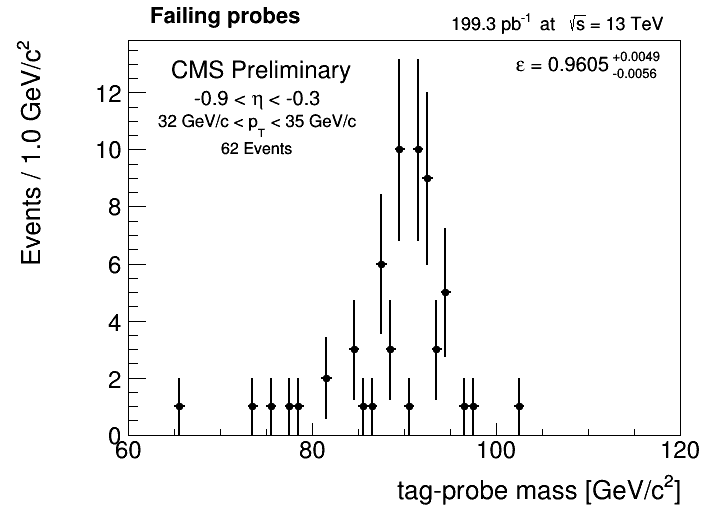 Failing probes
199.3 pb⁻¹ at √s = 13 TeV
CMS Preliminary
-0.9 < η < -0.3
32 GeV/c < p_T < 35 GeV/c
62 Events
ε = 0.9605 +0.0049 -0.0056
Events / 1.0 GeV/c²
12
10
8
6
4
2
0
60 80 100 120
tag-probe mass [GeV/c²]